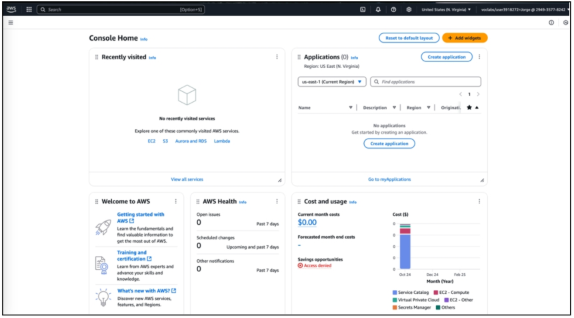 aws
Search
[Option+S]
United States (N. Virginia)
Console Home Info
Reset to default layout
+ Add widgets
Recently visited Info
No recently visited services
Explore one of these commonly visited AWS services.
EC2 S3 Aurora and RDS Lambda
View all services
Applications (0) Info
Region: US East (N. Virginia)
Create application
us-east-1 (Current Region)
Find applications
1
Name Description Region Originati
No applications
Get started by creating an application.
Create application
Go to myApplications
Welcome to AWS
Getting started with
AWS
Learn the fundamentals and
find valuable information to
get the most out of AWS.
Training and
certification
Learn from AWS experts and
advance your skills and
knowledge.
What's new with AWS?
Discover new AWS services,
features, and Regions.
AWS Health Info
Open issues
0
Past 7 days
Scheduled changes
0
Upcoming and past 7 days
Other notifications
0
Past 7 days
Cost and usage Info
Current month costs
$0.00
Forecasted month end costs
-
Savings opportunities
Access denied
Cost ($)
0
0
0
0
0
Oct 24 Dec 24 Feb 25
Month (Year)
Service Catalog EC2 - Compute
Virtual Private Cloud EC2 - Other
Secrets Manager Others